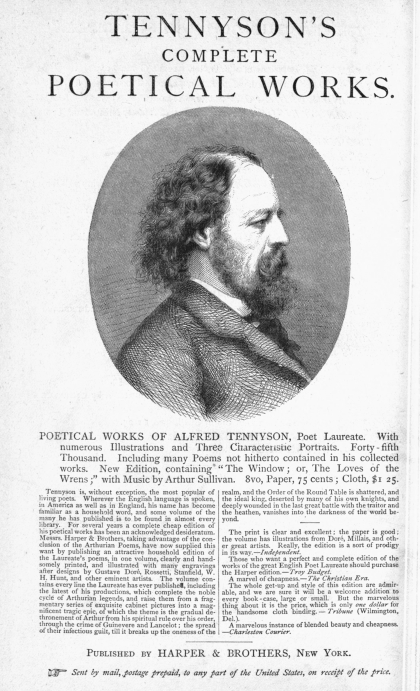 TENNYSON'S
COMPLETE
POETICAL WORKS.
POETICAL WORKS OF ALFRED TENNYSON, Poet Laureate. With
numerous Illustrations and Three Characteristic Portraits. Forty-fifth
Thousand. Including many Poems not hitherto contained in his collected
works. New Edition, containing "The Window; or, The Loves of the
Wrens;" with Music by Arthur Sullivan. 8vo, Paper, 75 cents; Cloth, $1 25.
Tennyson is, without exception, the most popular of
living poets. Wherever the English language is spoken,
in America as well as in England, his name has become
familiar as a household word, and some volume of the
many he has published is to be found in almost every
library. For several years a complete cheap edition of
his poetical works has been an acknowledged desideratum.
Messrs. Harper & Brothers, taking advantage of the con-
clusion of the Arthurian Poems, have now supplied this
want by publishing an attractive household edition of
the Laureate's poems, in one volume, clearly and hand-
somely printed, and illustrated with many engravings
after designs by Gustave Doré, Rossetti, Stanfield, W.
H. Hunt, and other eminent artists. The volume con-
tains every line the Laureate has ever published, including
the latest of his productions, which complete the noble
cycle of Arthurian legends, and raise them from a frag-
mentary series of exquisite cabinet pictures into a mag-
nificent tragic epic, of which the theme is the gradual de-
thronement of Arthur from his spiritual rule over his order,
through the crime of Guinevere and Lancelot; the spread
of their infectious guilt, till it breaks up the oneness of the
realm, and the Order of the Round Table is shattered, and
the ideal king, deserted by many of his own knights, and
deeply wounded in the last great battle with the traitor and
the heathen, vanishes into the darkness of the world be-
yond.
The print is clear and excellent; the paper is good;
the volume has illustrations from Doré, Millais, and oth-
er great artists. Really, the edition is a sort of prodigy
in its way.—Independent.
Those who want a perfect and complete edition of the
works of the great English Poet Laureate should purchase
the Harper edition.—Troy Budget.
A marvel of cheapness.—The Christian Era.
The whole get-up and style of this edition are admir-
able, and we are sure it will be a welcome addition to
every book-case, large or small. But the marvelous
thing about it is the price, which is only one dollar for
the handsome cloth binding.—Tribune (Wilmington,
Del.)
A marvelous instance of blended beauty and cheapness.
—Charleston Courier.
PUBLISHED BY HARPER & BROTHERS, NEW YORK.
Sent by mail, postage prepaid, to any part of the United States, on receipt of the price.